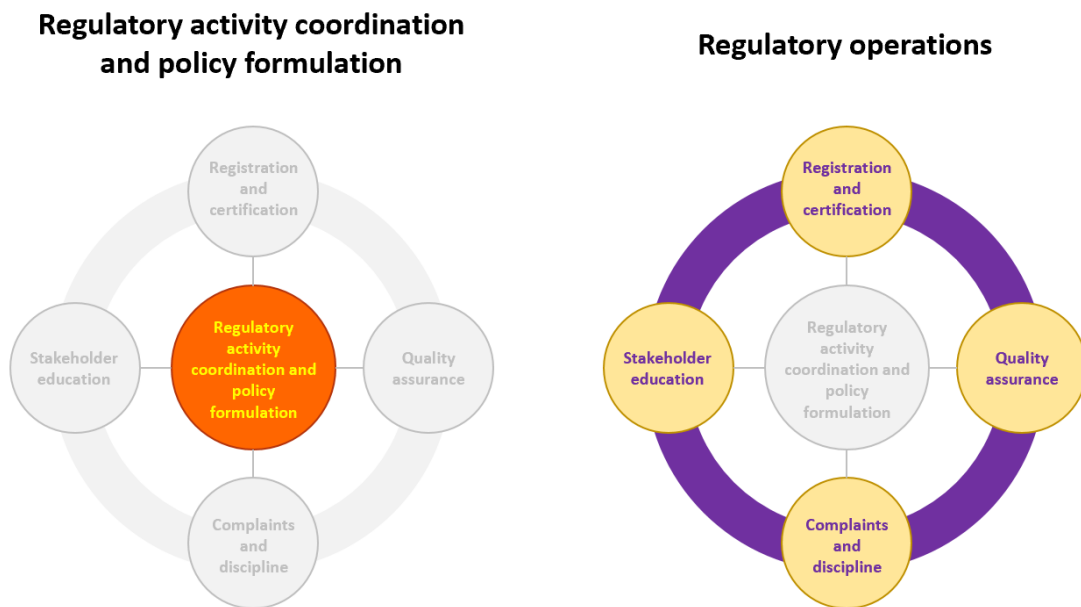 Regulatory activity coordination
and policy formulation
Registration
and
certification
Stakeholder
education
Regulatory
activity
coordination and
policy
formulation
Quality
assurance
Complaints
and
discipline
Regulatory operations
Registration
and
certification
Stakeholder
education
Regulatory
activity
coordination and
policy
formulation
Quality
assurance
Complaints
and
discipline